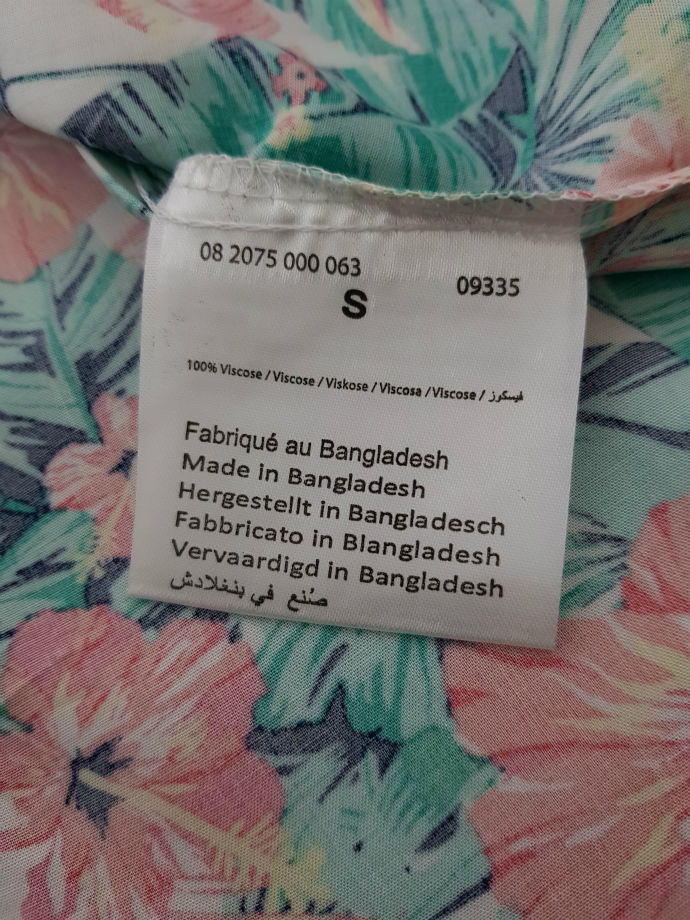 08 2075 000 063 09335
S
100% Viscose / Viscose / Viskose / Viscosa /Viscose / فيسكوز
Fabriqué au Bangladesh
Made in Bangladesh
Hergestellt in Bangladesch
Fabbricato in Blangladesh
Vervaardigd in Bangladesh
صُنع في بنغلادش